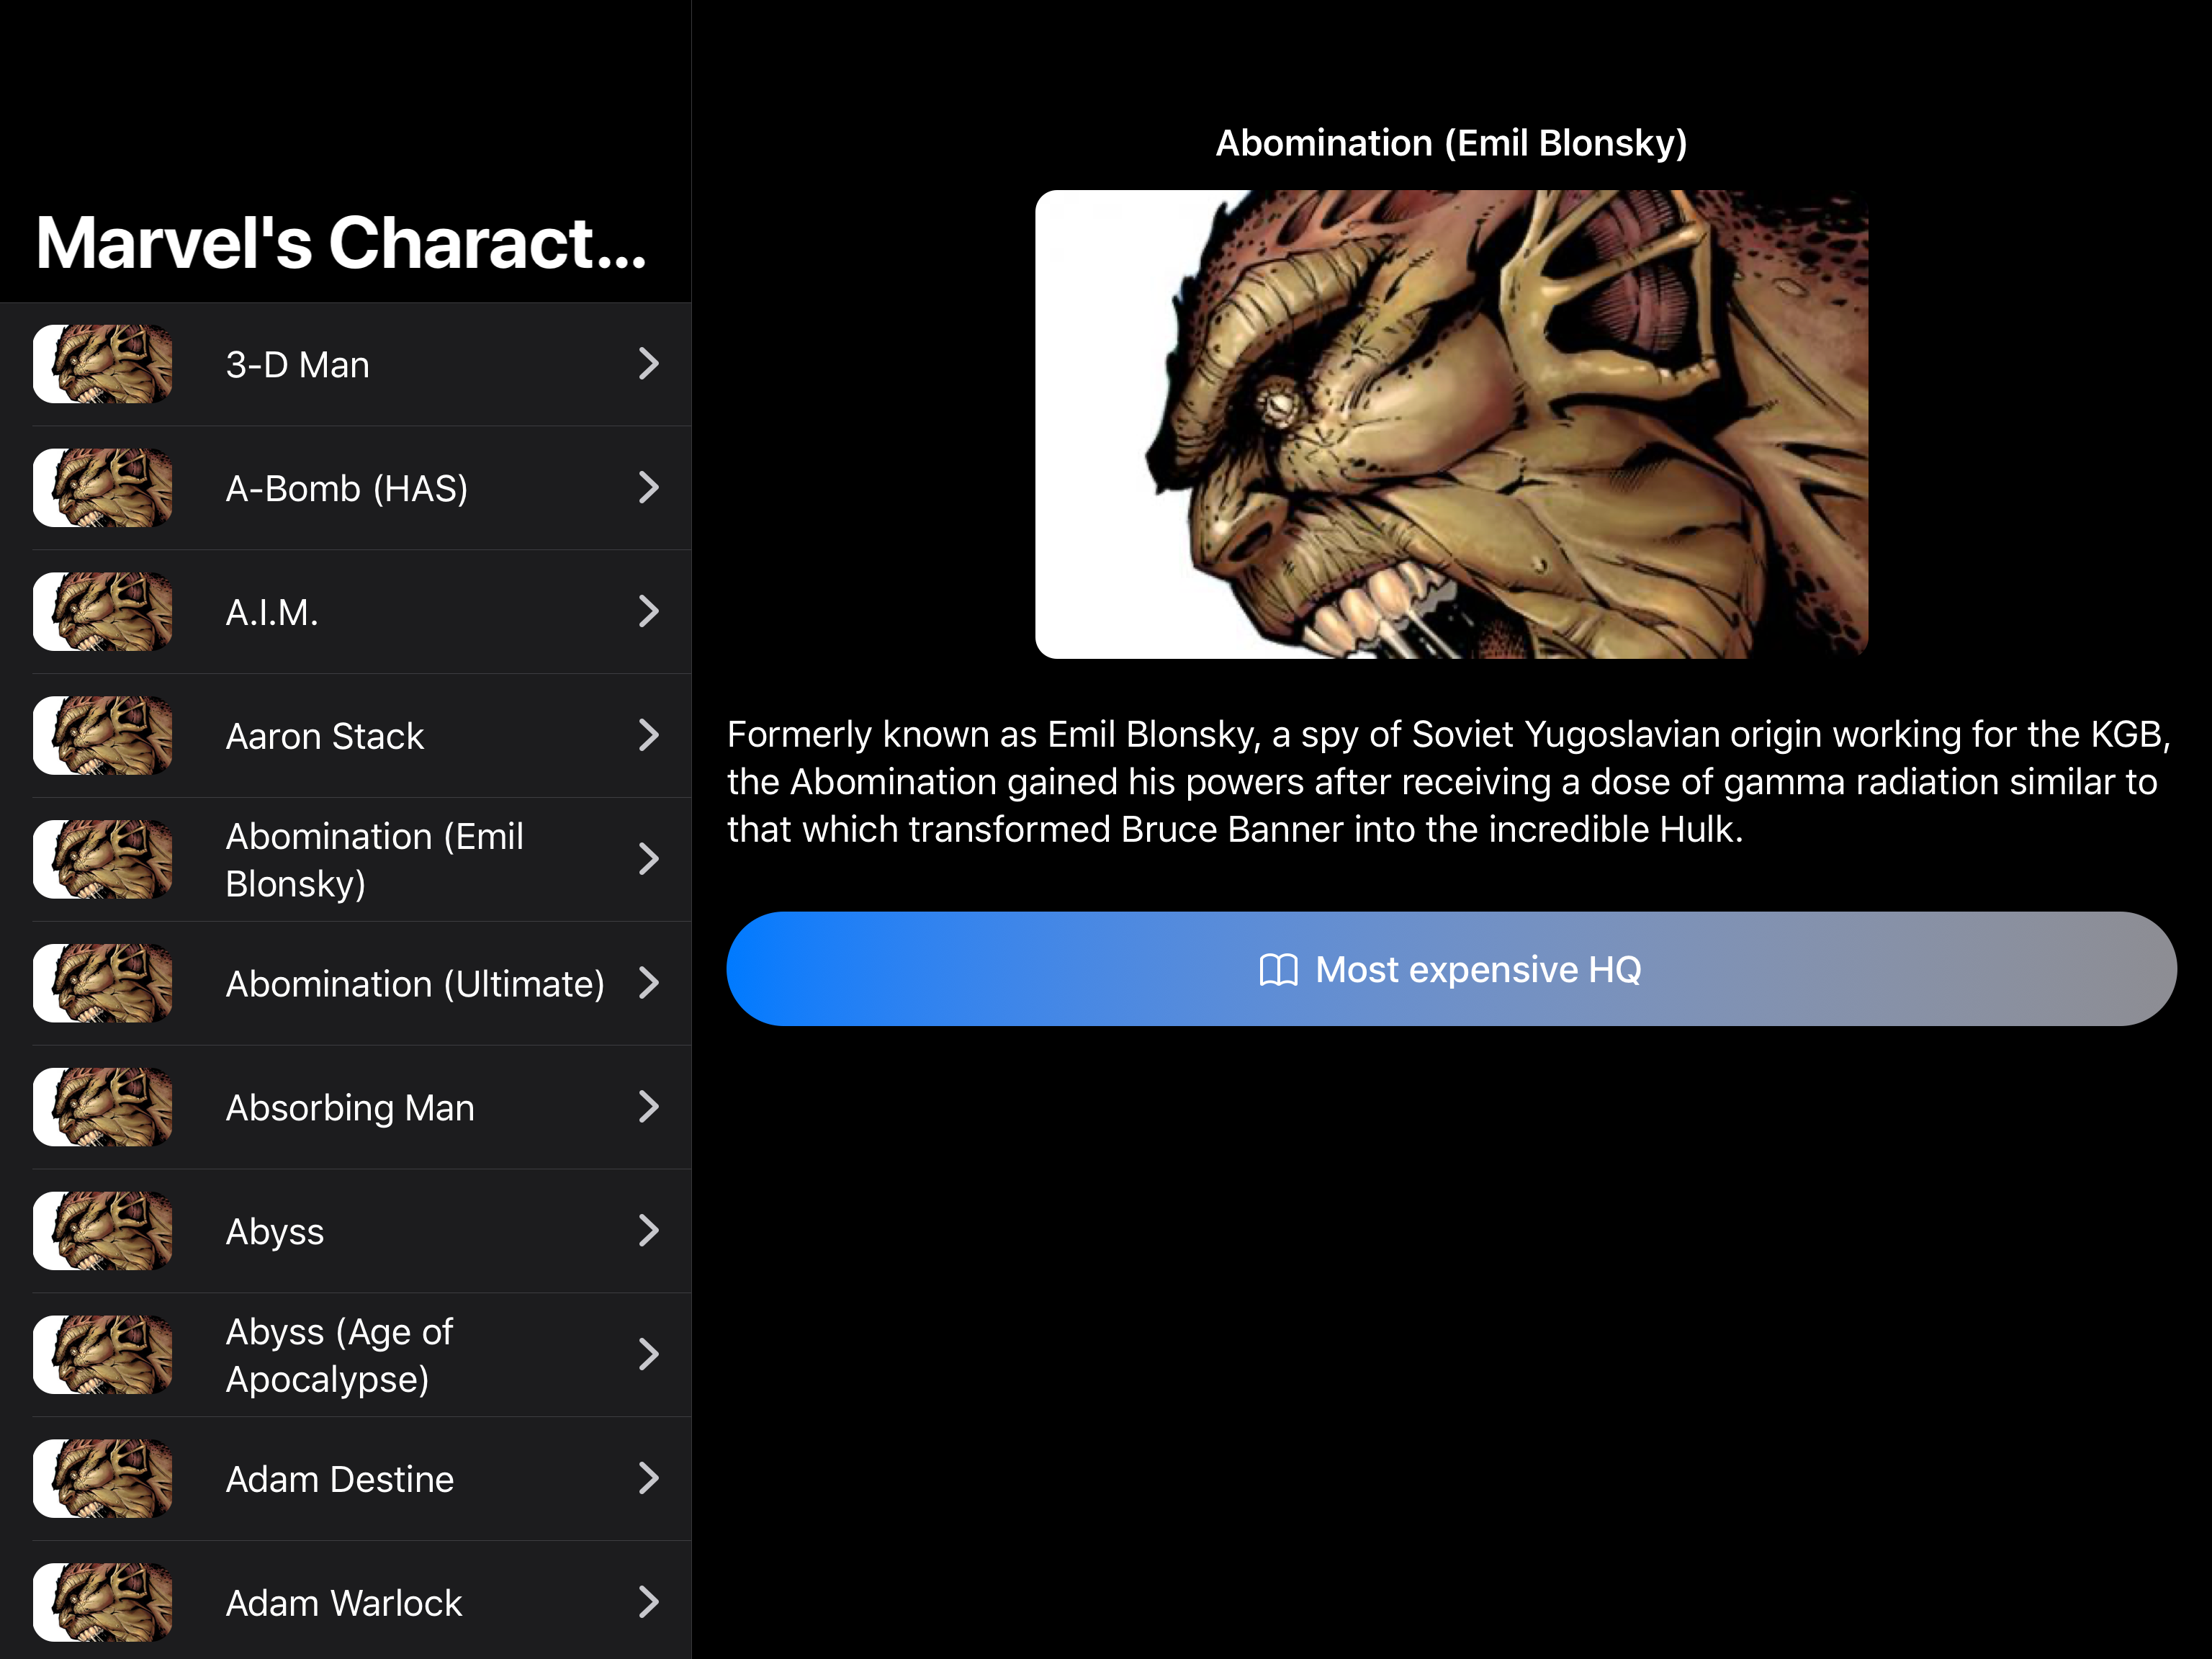 Marvel's Charact...
3-D Man
A-Bomb (HAS)
A.I.M.
Aaron Stack
Abomination (Emil
Blonsky)
Abomination (Ultimate)
Absorbing Man
Abyss
Abyss (Age of
Apocalypse)
Adam Destine
Adam Warlock
Abomination (Emil Blonsky)
Formerly known as Emil Blonsky, a spy of Soviet Yugoslavian origin working for the KGB,
the Abomination gained his powers after receiving a dose of gamma radiation similar to
that which transformed Bruce Banner into the incredible Hulk.
Most expensive HQ